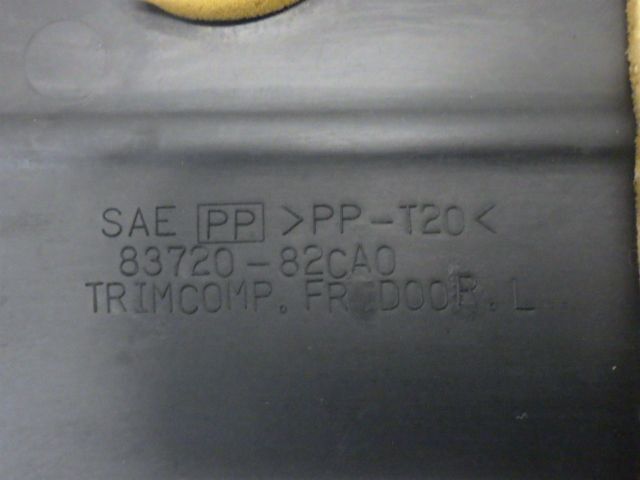 SAE PP >PP-T20<
83720-82CA0
TRIMCOMP. FR DOOR. L